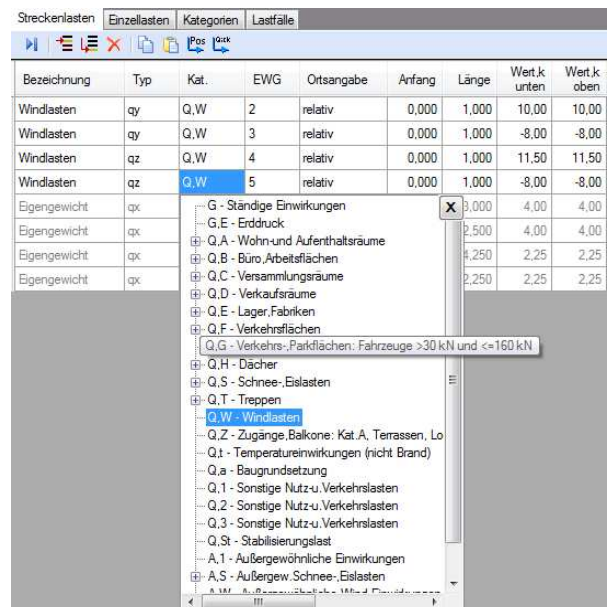 Streckenlasten Einzellasten Kategorien Lastfälle
Pos
Bezeichnung Typ Kat. EWG Ortsangabe Anfang Länge Wert,k unten Wert,k oben
Windlasten qy Q,W 2 relativ 0,000 1,000 10,00 10,00
Windlasten qy Q,W 3 relativ 0,000 1,000 -8,00 -8,00
Windlasten qz Q,W 4 relativ 0,000 1,000 11,50 11,50
Windlasten qz Q,W 5 relativ 0,000 1,000 -8,00 -8,00
Eigengewicht qx 4,00 4,00
Eigengewicht qx 4,00 4,00
Eigengewicht qx 2,25 2,25
Eigengewicht qx 2,25 2,25
X
G - Ständige Einwirkungen
G,E - Erddruck
Q,A - Wohn-und Aufenthaltsräume
Q,B - Büro,Arbeitsflächen
Q,C - Versammlungsräume
Q,D - Verkaufsräume
Q,E - Lager,Fabriken
Q,F - Verkehrsflächen
Q,G - Verkehrs-,Parkflächen: Fahrzeuge >30 kN und <=160 kN
Q,H - Dächer
Q,S - Schnee-,Eislasten
Q,T - Treppen
Q,W - Windlasten
Q,Z - Zugänge,Balkone: Kat.A, Terrassen, Lo
Q,t - Temperatureinwirkungen (nicht Brand)
Q,a - Baugrundsetzung
Q,1 - Sonstige Nutz-u.Verkehrslasten
Q,2 - Sonstige Nutz-u.Verkehrslasten
Q,3 - Sonstige Nutz-u.Verkehrslasten
Q,St - Stabilisierungslast
A,1 - Außergewöhnliche Einwirkungen
A,S - Außergew.Schnee-,Eislasten